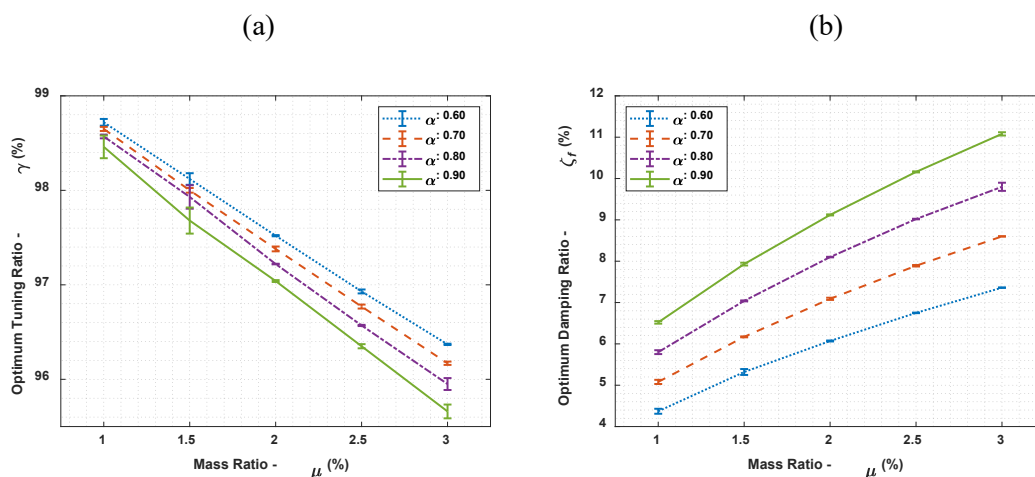 (a)
(b)
99
98
97
96
Optimum Tuning Ratio - γ (%)
α: 0.60
α: 0.70
α: 0.80
α: 0.90
1 1.5 2 2.5 3
Mass Ratio - μ (%)
12
11
10
9
8
7
6
5
4
Optimum Damping Ratio - ζf (%)
α: 0.60
α: 0.70
α: 0.80
α: 0.90
1 1.5 2 2.5 3
Mass Ratio - μ (%)